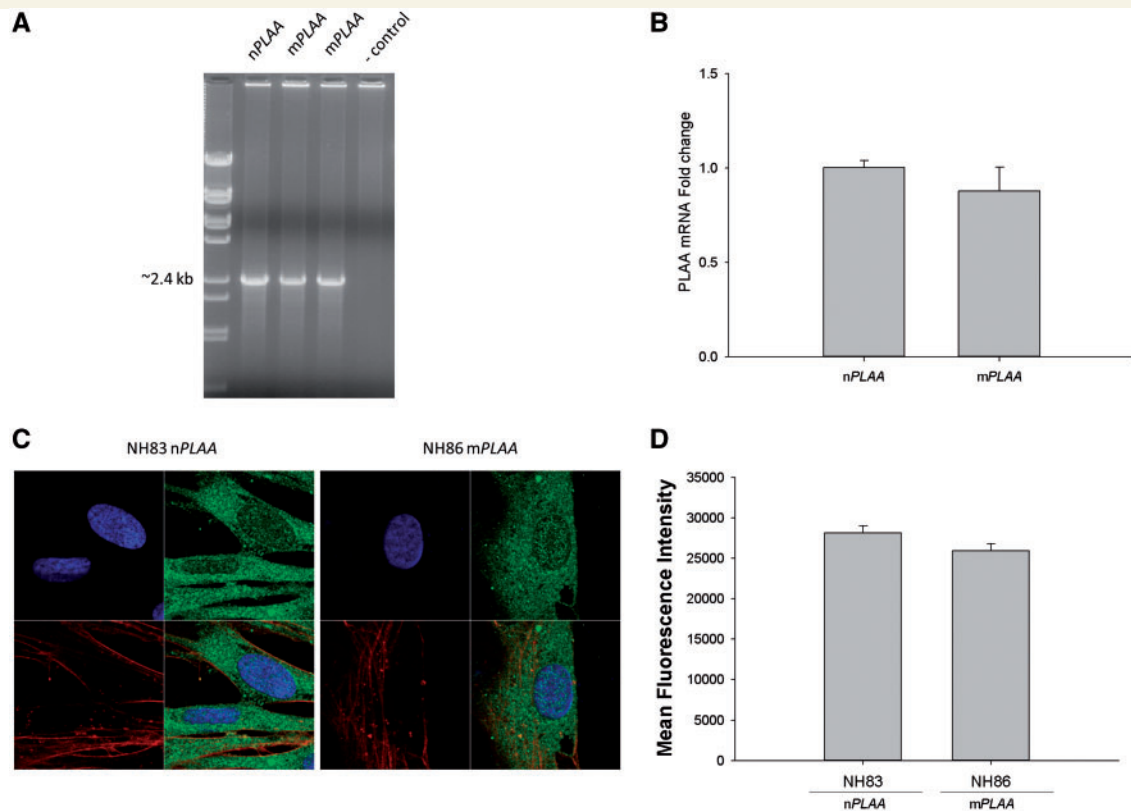 A
nPLAA mPLAA mPLAA - control
~2.4 kb
B
PLAA mRNA Fold change
1.5
1.0
0.5
0.0
nPLAA mPLAA
C
NH83 nPLAA NH86 mPLAA
D
Mean Fluorescence Intensity
35000
30000
25000
20000
15000
10000
5000
0
NH83 NH86
nPLAA mPLAA